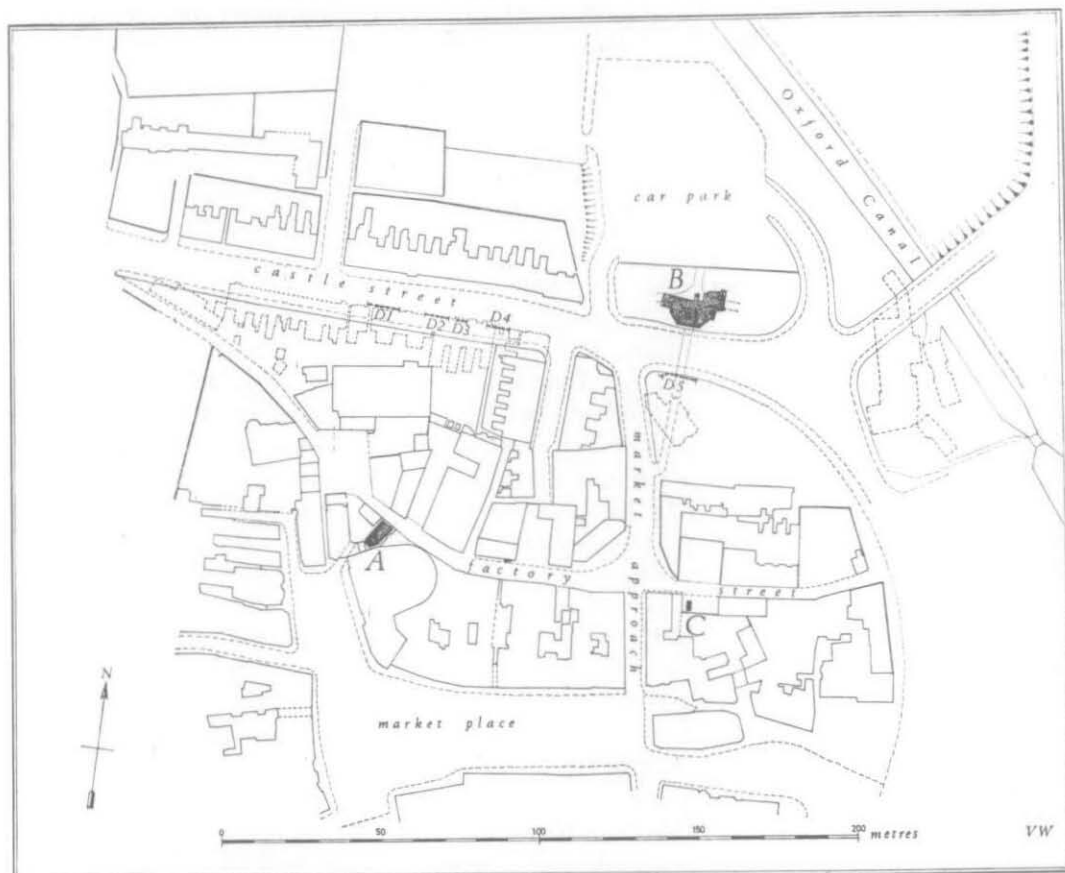 Oxford Canal
car park
B
castle street
D1
D2
D3
D4
D5
market approach
A
factory street
C
N
market place
0 50 100 150 200 metres
VW